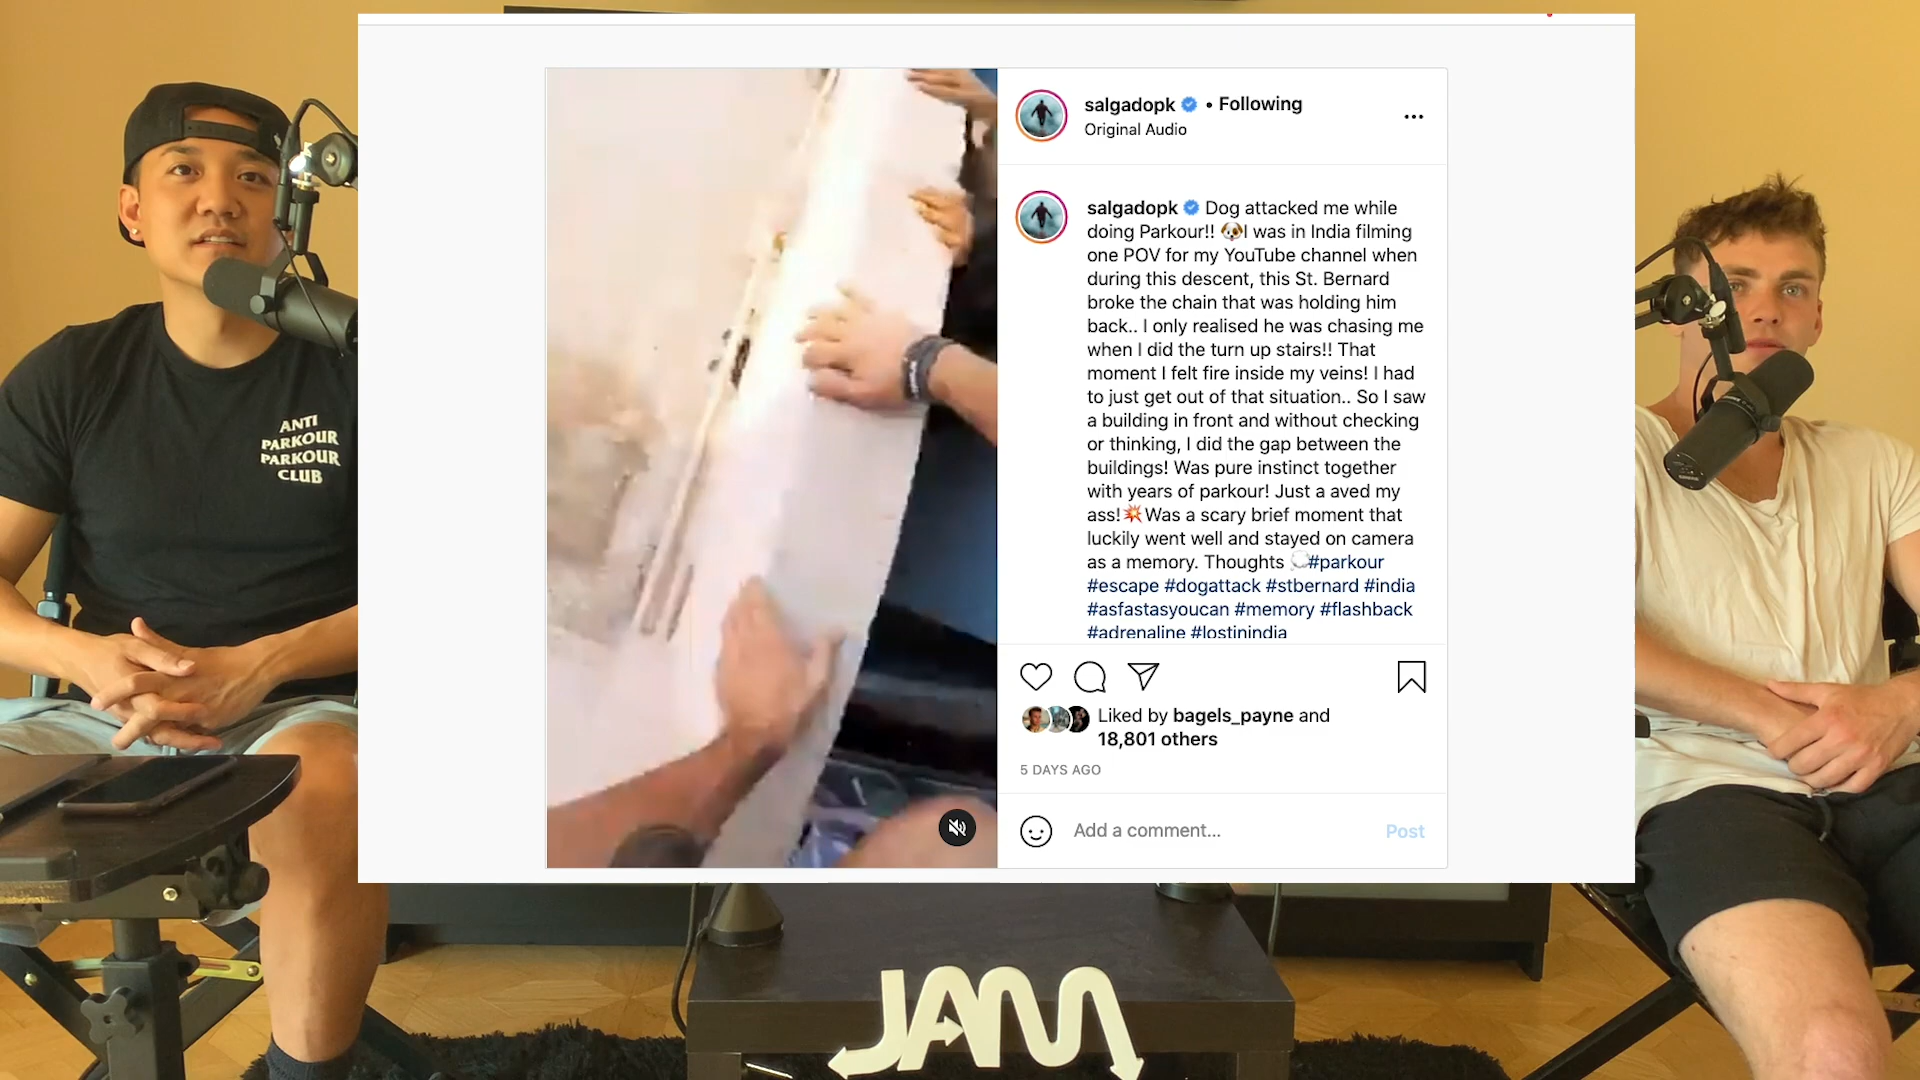 salgadopk • Following
Original Audio
salgadopk Dog attacked me while
doing Parkour!! 🐶I was in India filming
one POV for my YouTube channel when
during this descent, this St. Bernard
broke the chain that was holding him
back.. I only realised he was chasing me
when I did the turn up stairs!! That
moment I felt fire inside my veins! I had
to just get out of that situation.. So I saw
a building in front and without checking
or thinking, I did the gap between the
buildings! Was pure instinct together
with years of parkour! Just a aved my
ass!💥Was a scary brief moment that
luckily went well and stayed on camera
as a memory. Thoughts 💭#parkour
#escape #dogattack #stbernard #india
#asfastasyoucan #memory #flashback
#adrenaline #lostinindia
Liked by bagels_payne and
18,801 others
5 DAYS AGO
Add a comment...
Post
ANTI
PARKOUR
PARKOUR
CLUB
JAM